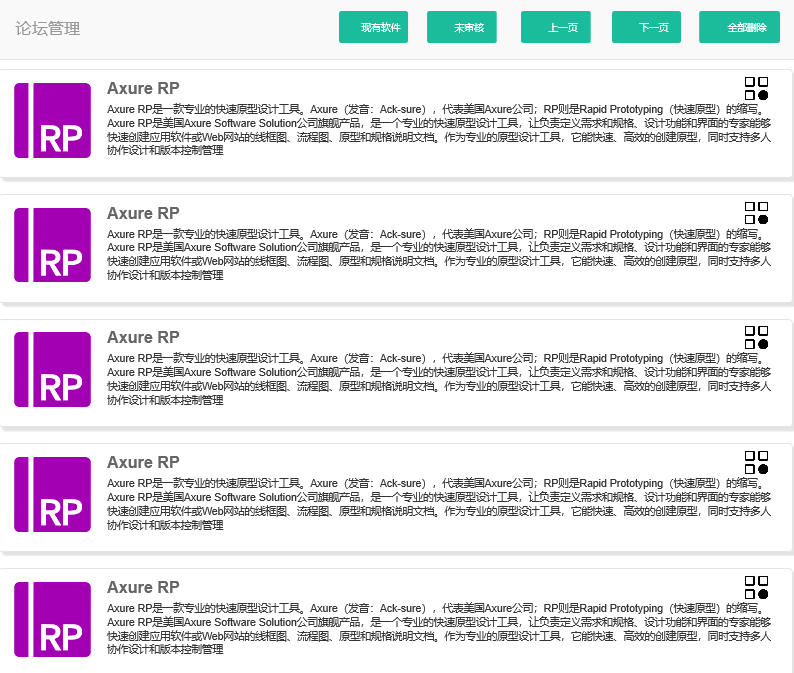 论坛管理
现有软件
未审核
上一页
下一页
全部删除
Axure RP
Axure RP是一款专业的快速原型设计工具。Axure（发音：Ack-sure），代表美国Axure公司；RP则是Rapid Prototyping（快速原型）的缩写。
Axure RP是美国Axure Software Solution公司旗舰产品，是一个专业的快速原型设计工具，让负责定义需求和规格、设计功能和界面的专家能够
快速创建应用软件或Web网站的线框图、流程图、原型和规格说明文档。作为专业的原型设计工具，它能快速、高效的创建原型，同时支持多人
协作设计和版本控制管理
RP
Axure RP
Axure RP是一款专业的快速原型设计工具。Axure（发音：Ack-sure），代表美国Axure公司；RP则是Rapid Prototyping（快速原型）的缩写。
Axure RP是美国Axure Software Solution公司旗舰产品，是一个专业的快速原型设计工具，让负责定义需求和规格、设计功能和界面的专家能够
快速创建应用软件或Web网站的线框图、流程图、原型和规格说明文档。作为专业的原型设计工具，它能快速、高效的创建原型，同时支持多人
协作设计和版本控制管理
RP
Axure RP
Axure RP是一款专业的快速原型设计工具。Axure（发音：Ack-sure），代表美国Axure公司；RP则是Rapid Prototyping（快速原型）的缩写。
Axure RP是美国Axure Software Solution公司旗舰产品，是一个专业的快速原型设计工具，让负责定义需求和规格、设计功能和界面的专家能够
快速创建应用软件或Web网站的线框图、流程图、原型和规格说明文档。作为专业的原型设计工具，它能快速、高效的创建原型，同时支持多人
协作设计和版本控制管理
RP
Axure RP
Axure RP是一款专业的快速原型设计工具。Axure（发音：Ack-sure），代表美国Axure公司；RP则是Rapid Prototyping（快速原型）的缩写。
Axure RP是美国Axure Software Solution公司旗舰产品，是一个专业的快速原型设计工具，让负责定义需求和规格、设计功能和界面的专家能够
快速创建应用软件或Web网站的线框图、流程图、原型和规格说明文档。作为专业的原型设计工具，它能快速、高效的创建原型，同时支持多人
协作设计和版本控制管理
RP
Axure RP
Axure RP是一款专业的快速原型设计工具。Axure（发音：Ack-sure），代表美国Axure公司；RP则是Rapid Prototyping（快速原型）的缩写。
Axure RP是美国Axure Software Solution公司旗舰产品，是一个专业的快速原型设计工具，让负责定义需求和规格、设计功能和界面的专家能够
快速创建应用软件或Web网站的线框图、流程图、原型和规格说明文档。作为专业的原型设计工具，它能快速、高效的创建原型，同时支持多人
协作设计和版本控制管理
RP